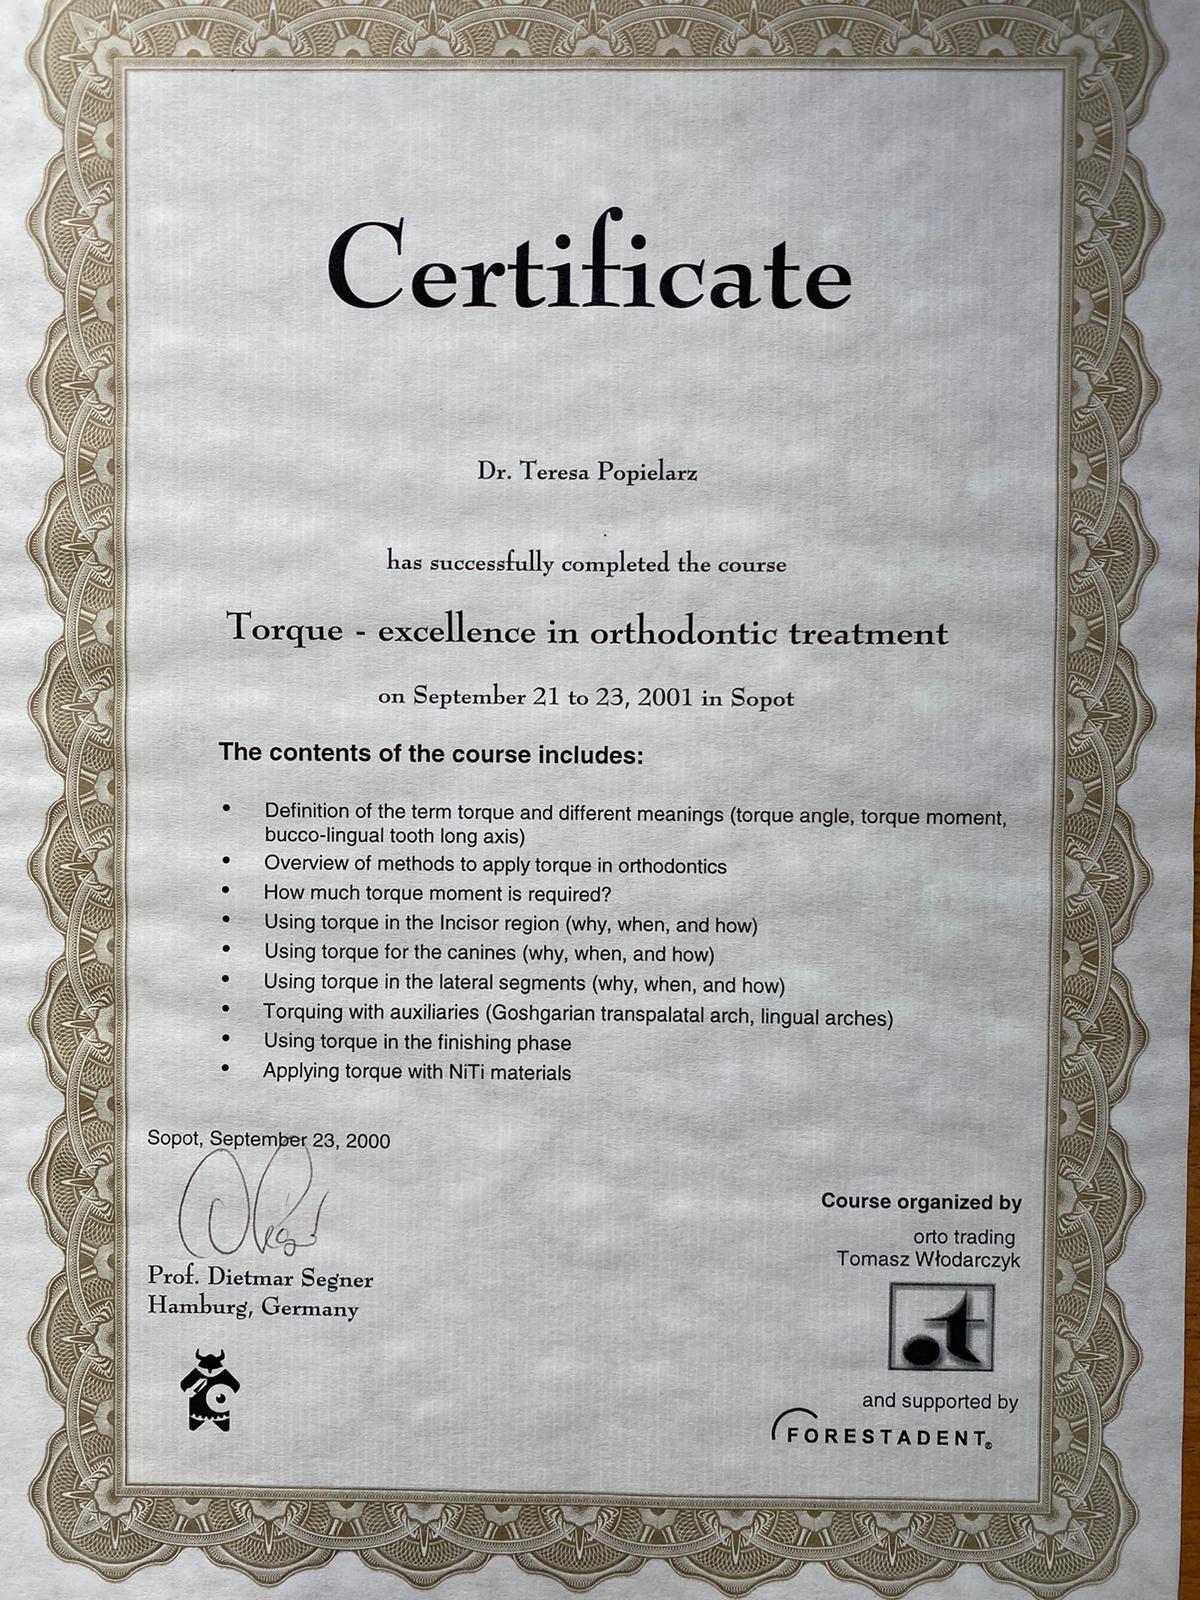 Certificate
Dr. Teresa Popielarz
has successfully completed the course
Torque - excellence in orthodontic treatment
on September 21 to 23, 2001 in Sopot
The contents of the course includes:
• Definition of the term torque and different meanings (torque angle, torque moment,
bucco-lingual tooth long axis)
• Overview of methods to apply torque in orthodontics
• How much torque moment is required?
• Using torque in the Incisor region (why, when, and how)
• Using torque for the canines (why, when, and how)
• Using torque in the lateral segments (why, when, and how)
• Torquing with auxiliaries (Goshgarian transpalatal arch, lingual arches)
• Using torque in the finishing phase
• Applying torque with NiTi materials
Sopot, September 23, 2000
Prof. Dietmar Segner
Hamburg, Germany
Course organized by
orto trading
Tomasz Włodarczyk
ot
and supported by
FORESTADENT®